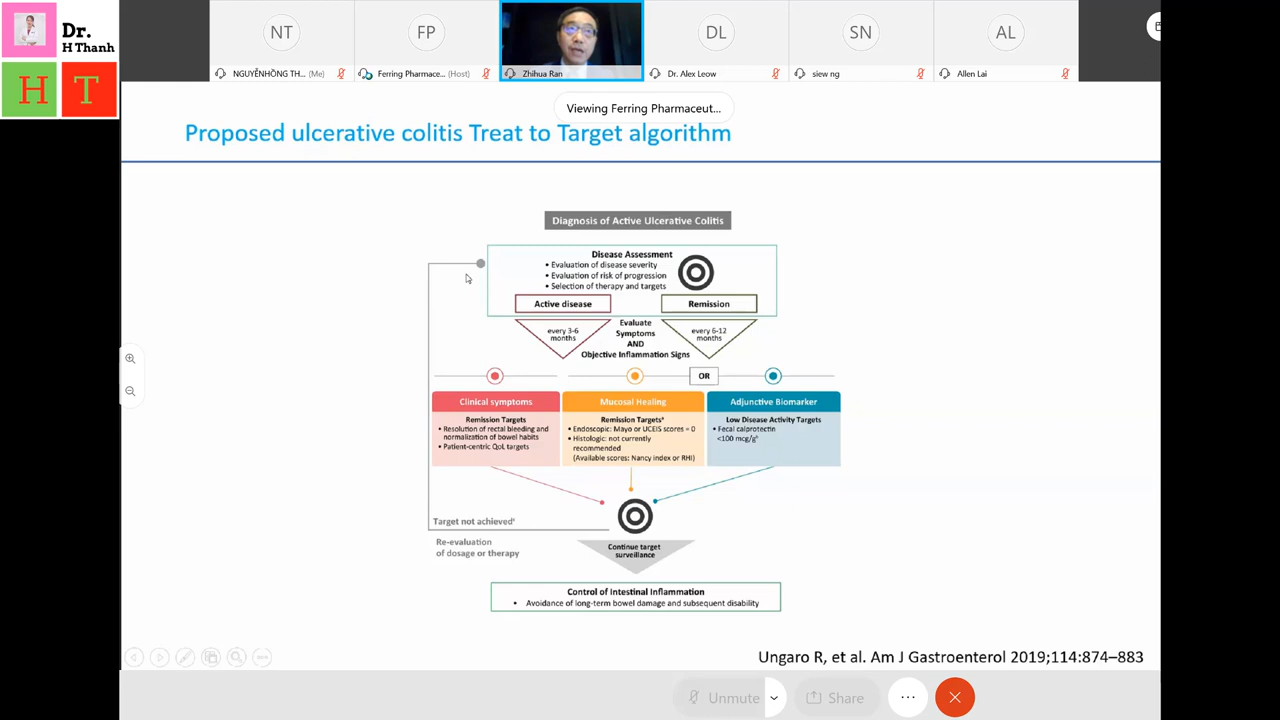 Dr.
H Thanh
H T
NT
FP
DL
SN
AL
NGUYỄNHỒNG TH... (Me)
Ferring Pharmace... (Host)
Zhihua Ran
Dr. Alex Leow
siew ng
Allen Lai
Viewing Ferring Pharmaceut...
Proposed ulcerative colitis Treat to Target algorithm
Diagnosis of Active Ulcerative Colitis
Disease Assessment
• Evaluation of disease severity
• Evaluation of risk of progression
• Selection of therapy and targets
Active disease
Remission
every 3-6
months
Evaluate
Symptoms
AND
Objective Inflammation Signs
every 6-12
months
OR
Clinical symptoms
Remission Targets
• Resolution of rectal bleeding and
normalization of bowel habits
• Patient-centric QoL targets
Mucosal Healing
Remission Targetsᵃ
• Endoscopic: Mayo or UCEIS scores = 0
• Histologic: not currently
recommended
(Available scores: Nancy index or RHI)
Adjunctive Biomarker
Low Disease Activity Targets
• Fecal calprotectin
<100 mcg/gᵇ
Target not achievedᶜ
Re-evaluation
of dosage or therapy
Continue target
surveillance
Control of Intestinal Inflammation
• Avoidance of long-term bowel damage and subsequent disability
Ungaro R, et al. Am J Gastroenterol 2019;114:874–883
Unmute
Share